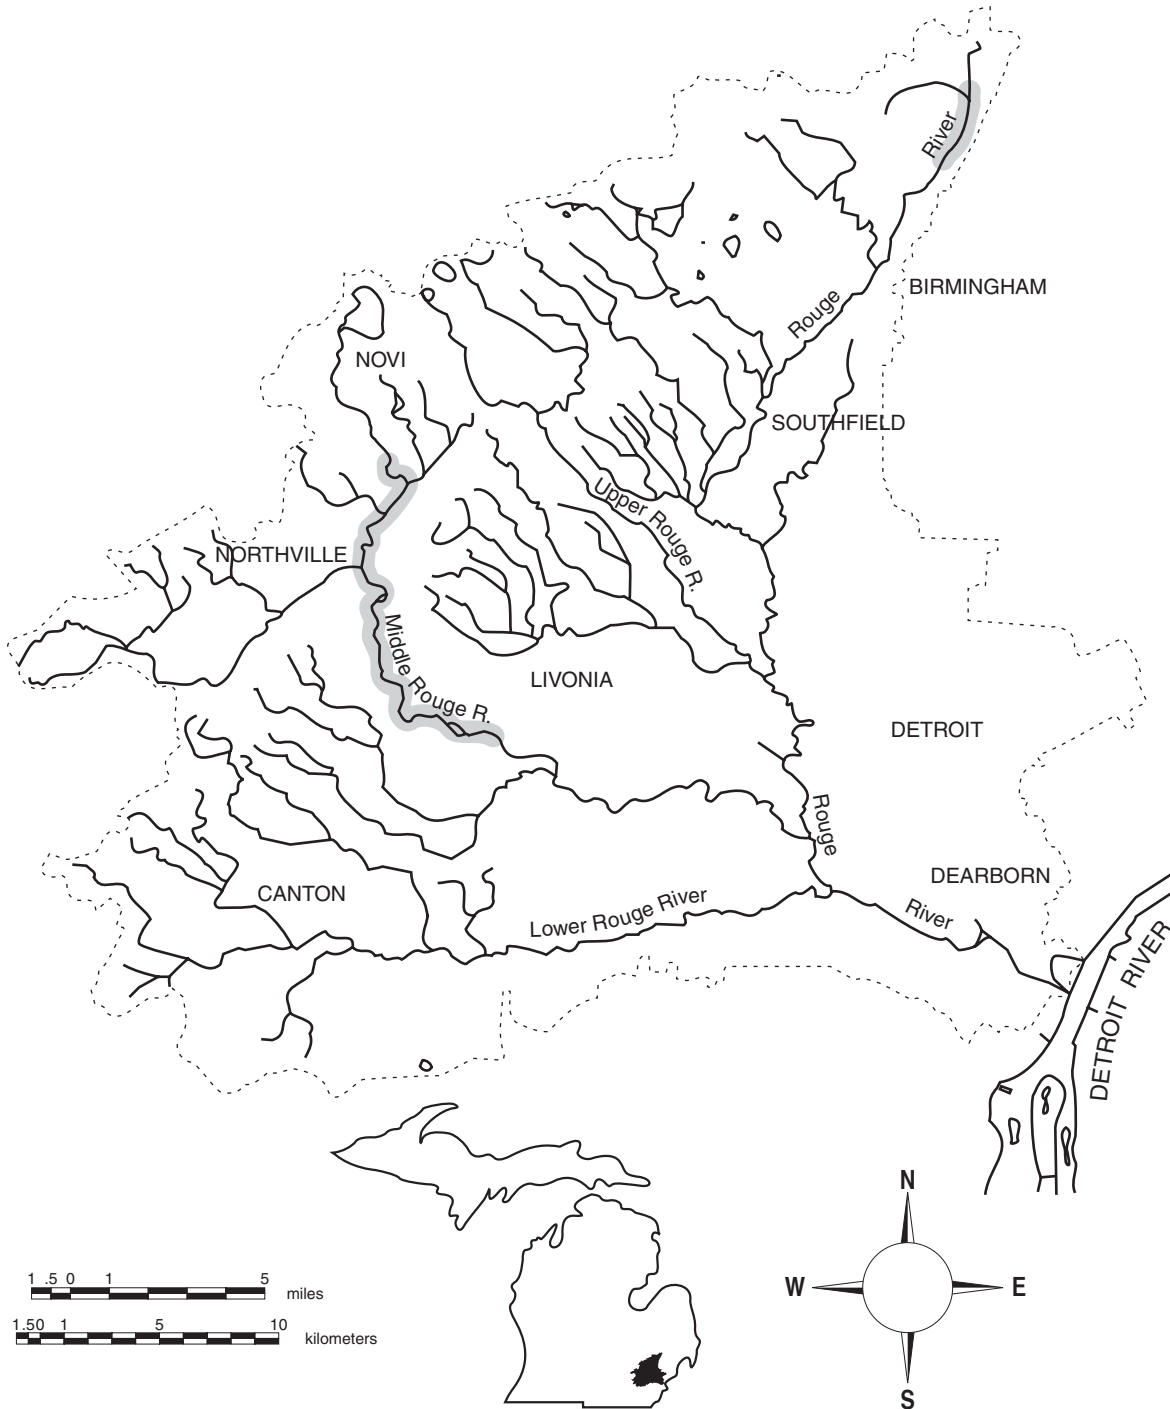 River
BIRMINGHAM
Rouge
NOVI
SOUTHFIELD
Upper Rouge R.
NORTHVILLE
Middle Rouge R.
LIVONIA
DETROIT
Rouge
DEARBORN
CANTON
Lower Rouge River
River
DETROIT RIVER
N
W E
S
1 .5 0 1 5
miles
1.50 1 5 10
kilometers